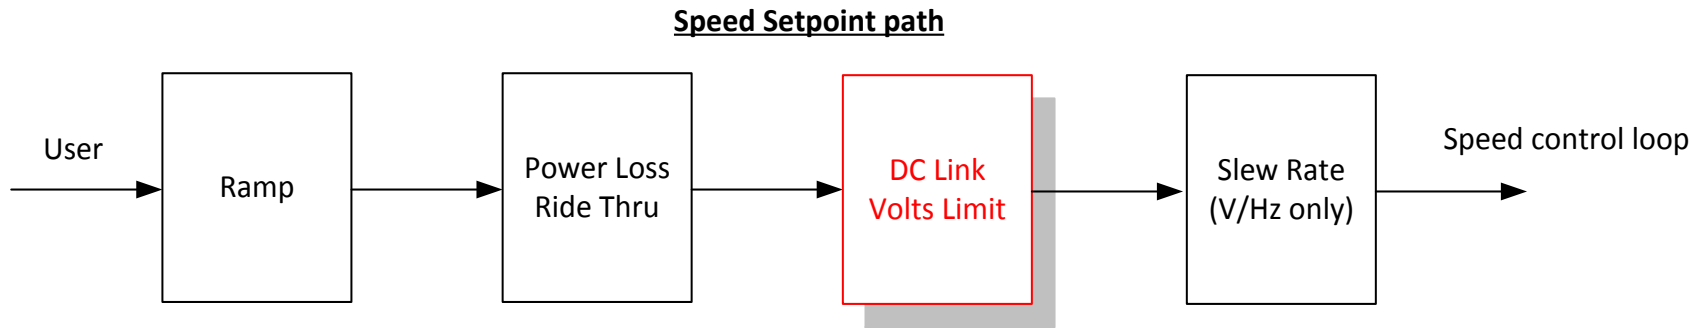 Speed Setpoint path
User
Ramp
Power Loss
Ride Thru
DC Link
Volts Limit
Slew Rate
(V/Hz only)
Speed control loop